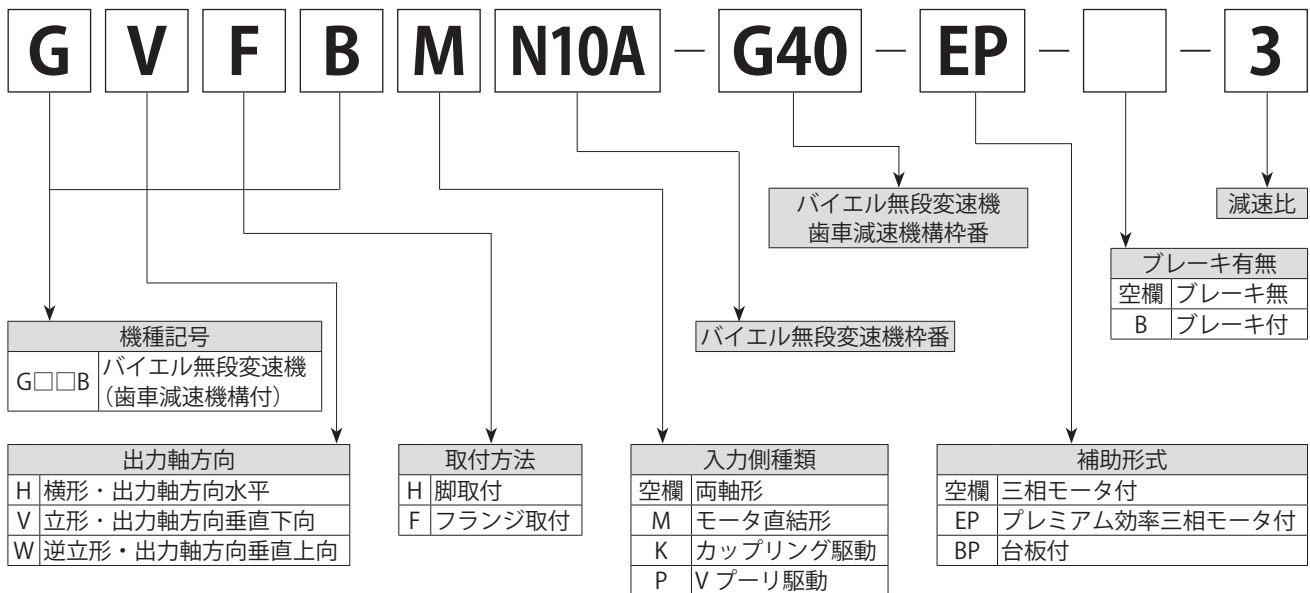 G V F B M N10A － G40 － EP － － 3
バイエル無段変速機
歯車減速機構枠番
減速比
ブレーキ有無
空欄 ブレーキ無
B ブレーキ付
バイエル無段変速機枠番
機種記号
G□□B バイエル無段変速機
（歯車減速機構付）
出力軸方向
H 横形・出力軸方向水平
V 立形・出力軸方向垂直下向
W 逆立形・出力軸方向垂直上向
取付方法
H 脚取付
F フランジ取付
入力側種類
空欄 両軸形
M モータ直結形
K カップリング駆動
P V プーリ駆動
補助形式
空欄 三相モータ付
EP プレミアム効率三相モータ付
BP 台板付